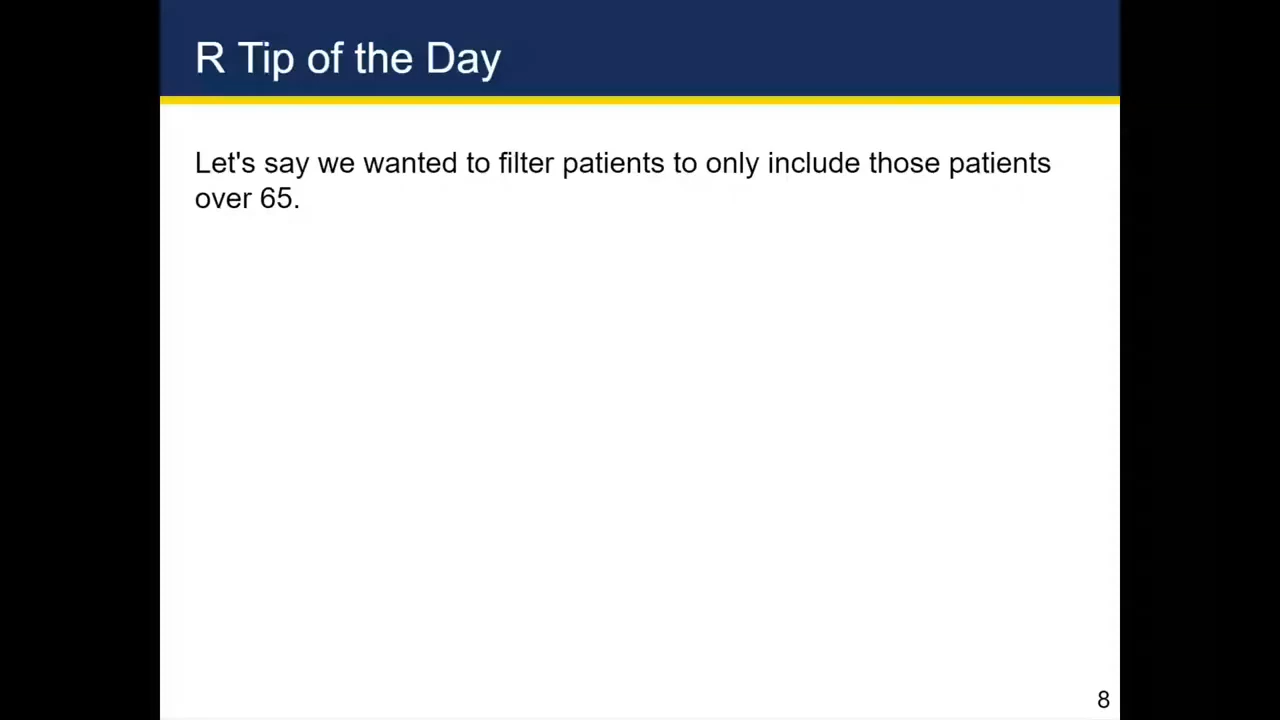 R Tip of the Day
Let's say we wanted to filter patients to only include those patients
over 65.
8